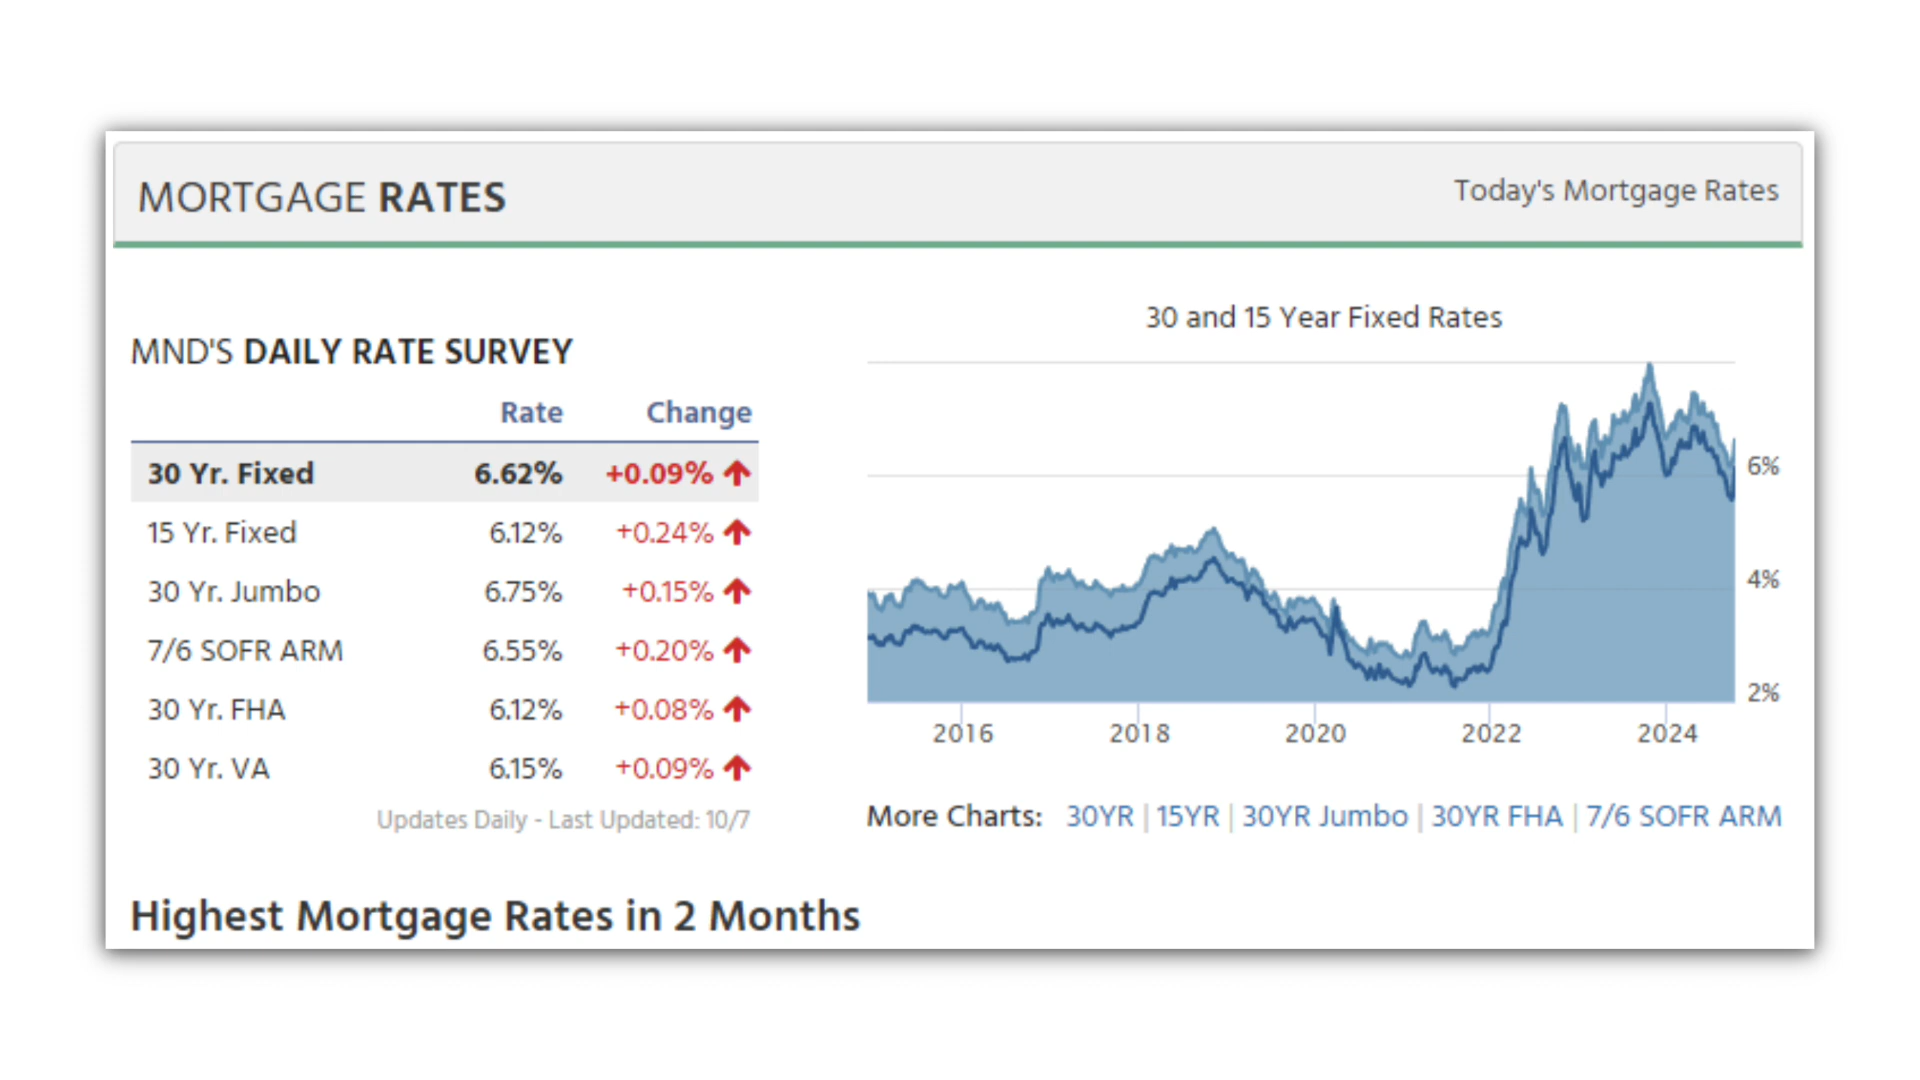 MORTGAGE RATES
Today's Mortgage Rates
MND'S DAILY RATE SURVEY
Rate Change
30 Yr. Fixed 6.62% +0.09%
15 Yr. Fixed 6.12% +0.24%
30 Yr. Jumbo 6.75% +0.15%
7/6 SOFR ARM 6.55% +0.20%
30 Yr. FHA 6.12% +0.08%
30 Yr. VA 6.15% +0.09%
Updates Daily - Last Updated: 10/7
30 and 15 Year Fixed Rates
6%
4%
2%
2016 2018 2020 2022 2024
More Charts: 30YR | 15YR | 30YR Jumbo | 30YR FHA | 7/6 SOFR ARM
Highest Mortgage Rates in 2 Months